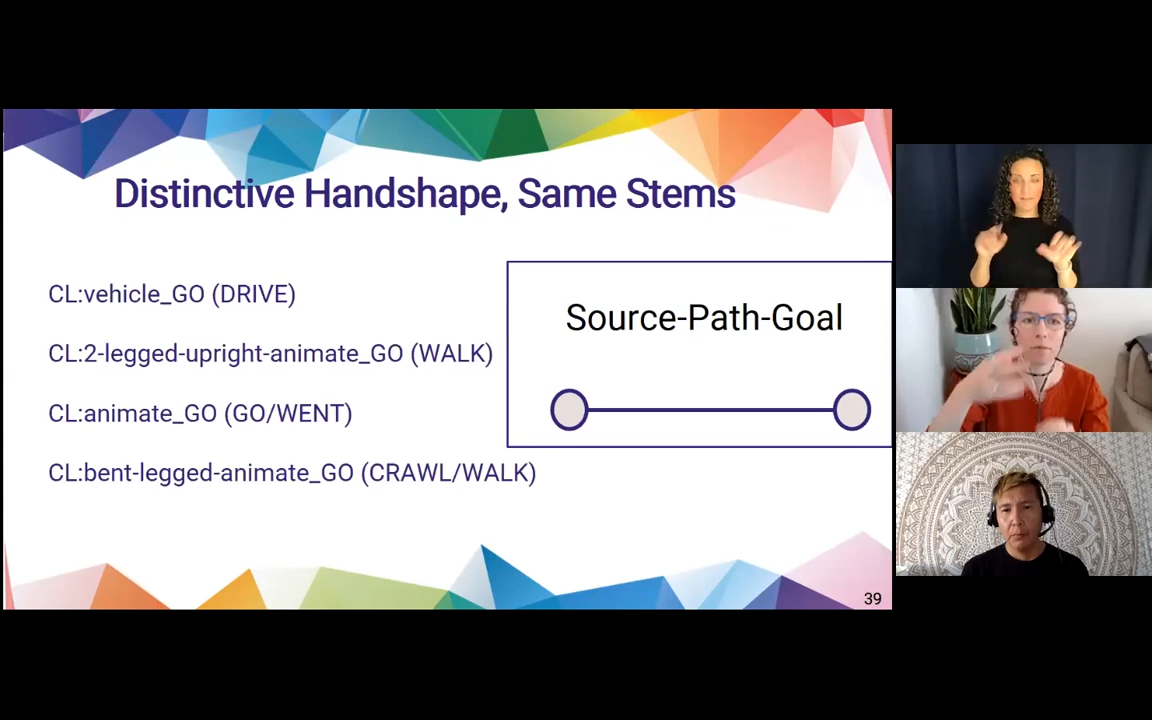 Distinctive Handshape, Same Stems
CL:vehicle_GO (DRIVE)
CL:2-legged-upright-animate_GO (WALK)
CL:animate_GO (GO/WENT)
CL:bent-legged-animate_GO (CRAWL/WALK)
Source-Path-Goal
39